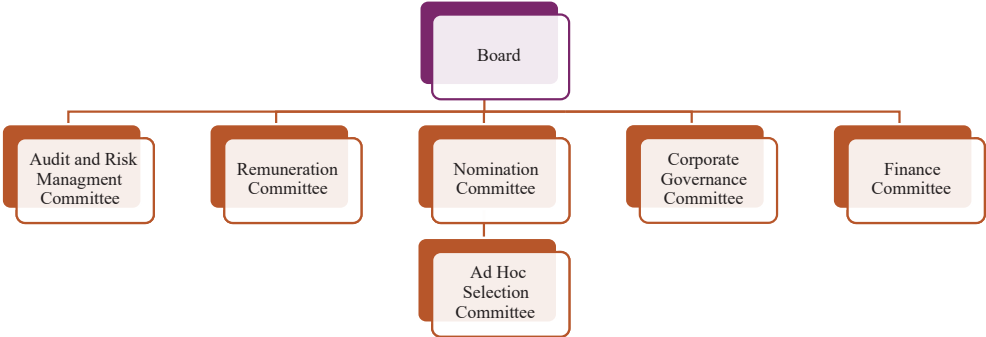 Board
Audit and Risk
Managment
Committee
Remuneration
Committee
Nomination
Committee
Corporate
Governance
Committee
Finance
Committee
Ad Hoc
Selection
Committee